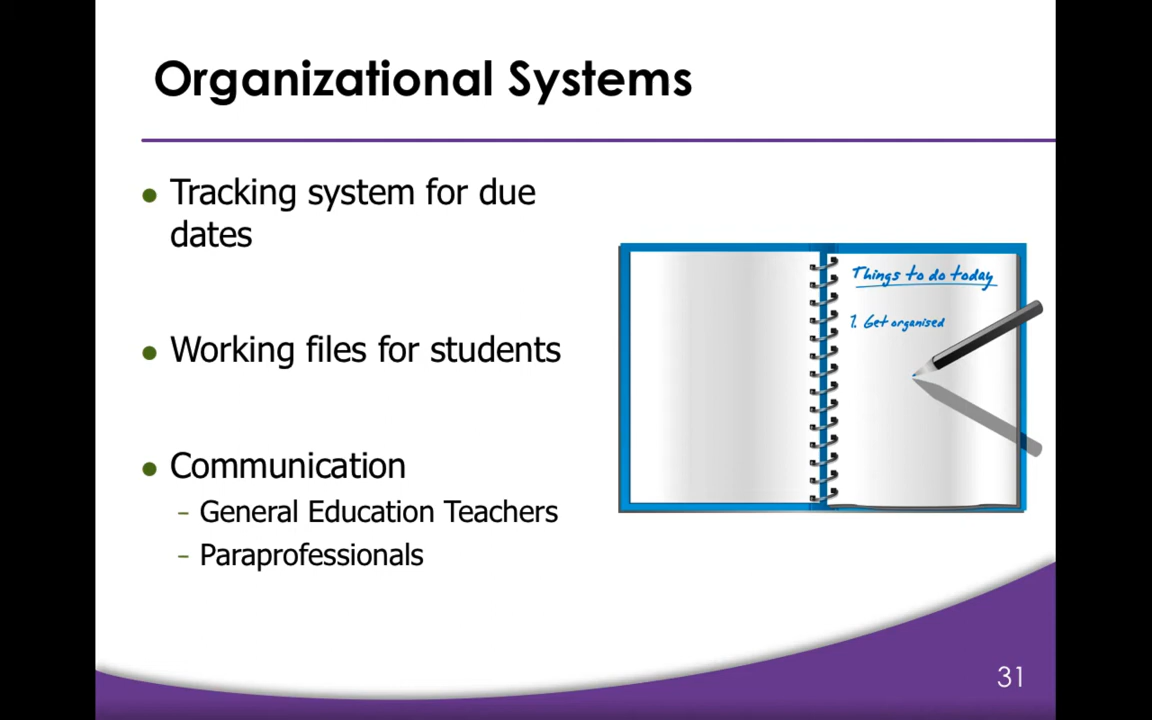 Organizational Systems
Tracking system for due
dates
Working files for students
Communication
– General Education Teachers
– Paraprofessionals
Things to do today
1. Get organised
31